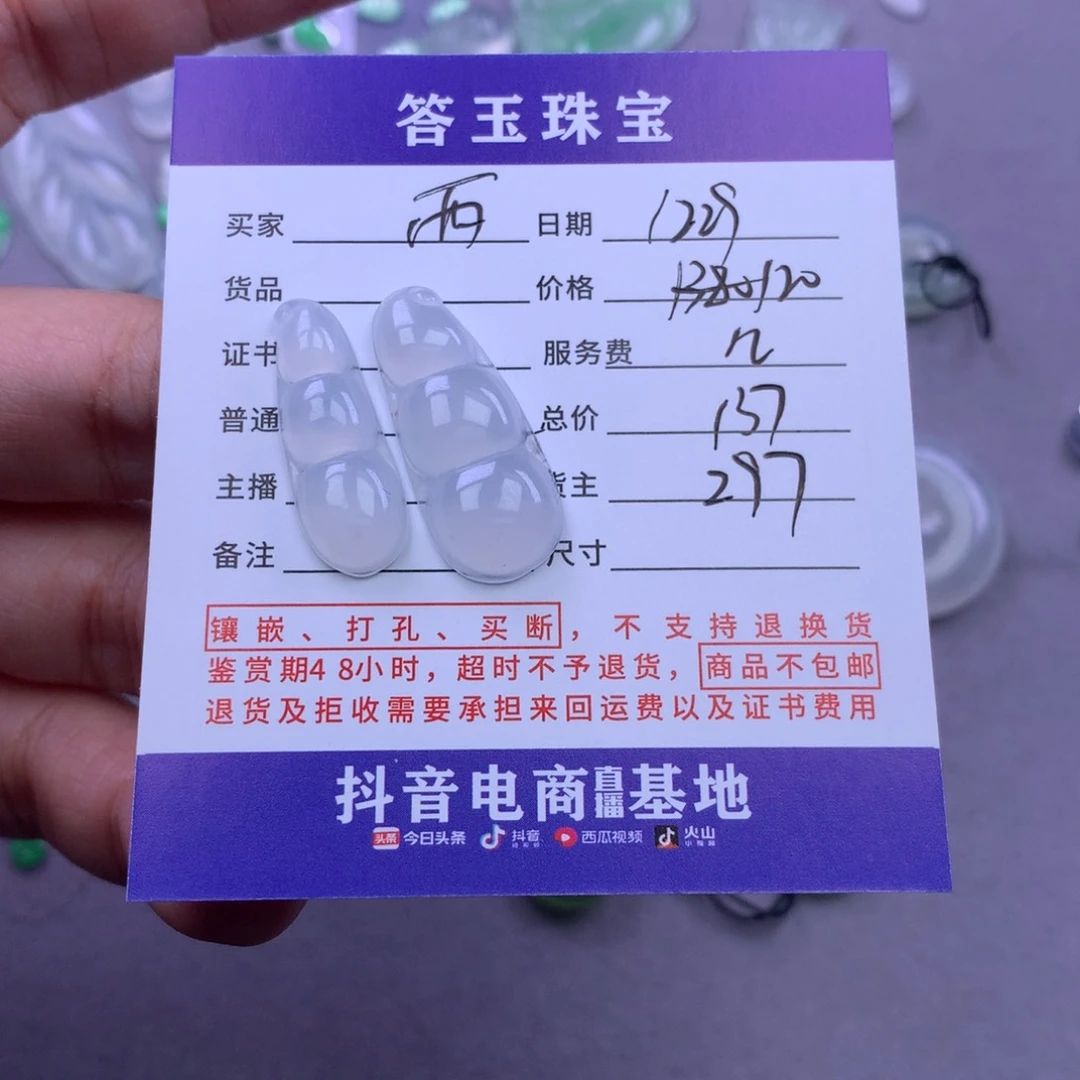 答玉珠宝
买家 西 日期 1229
货品 价格 1380/120
证书 服务费
普通 总价 137
主播 货主 297
备注 尺寸
镶嵌、打孔、买断，不支持退换货
鉴赏期48小时，超时不予退货，商品不包邮
退货及拒收需要承担来回运费以及证书费用
抖音电商直播基地
头条 今日头条 抖音 西瓜视频 火山